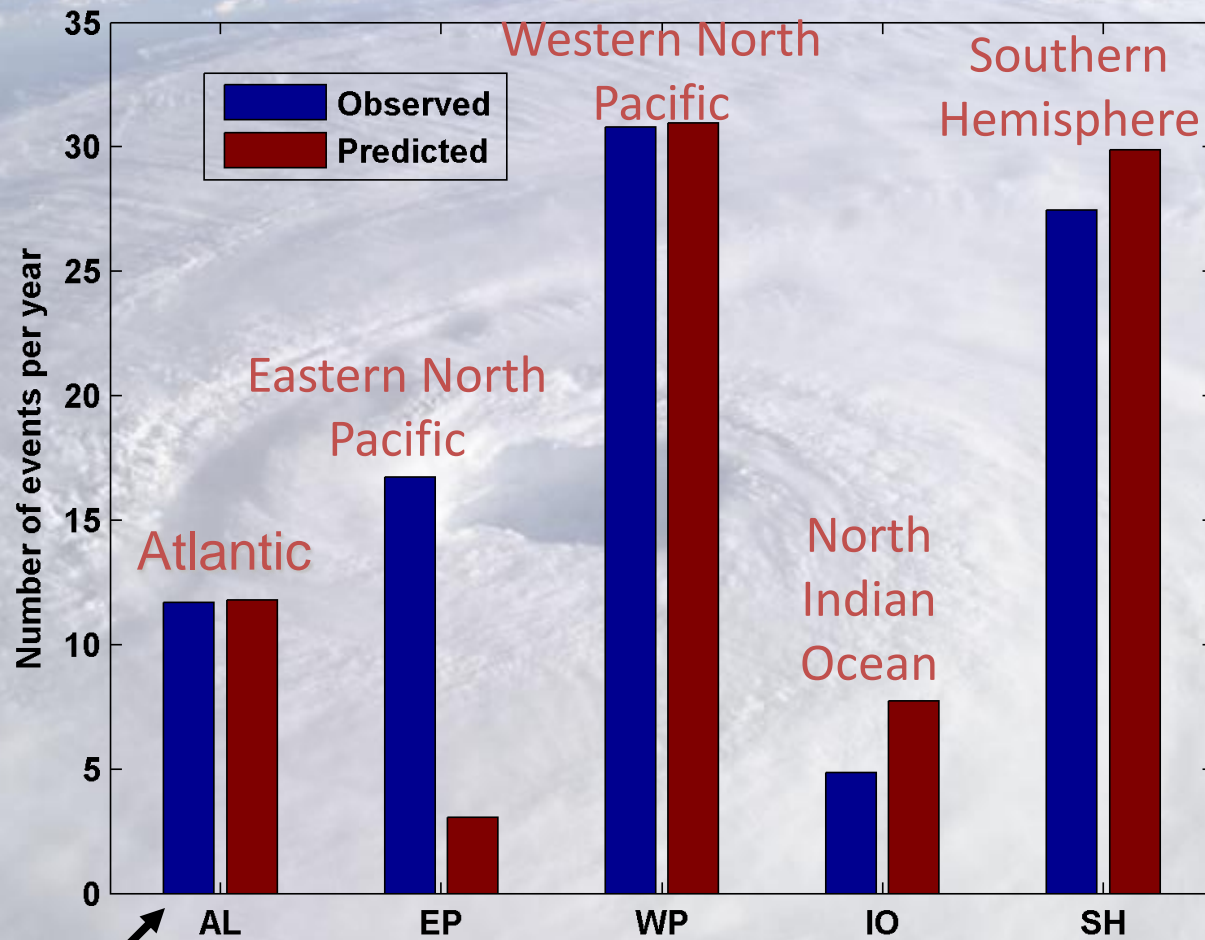 35
30
25
20
15
10
5
0
Number of events per year
Observed
Predicted
Atlantic
Eastern North
Pacific
Western North
Pacific
North
Indian
Ocean
Southern
Hemisphere
AL
EP
WP
IO
SH